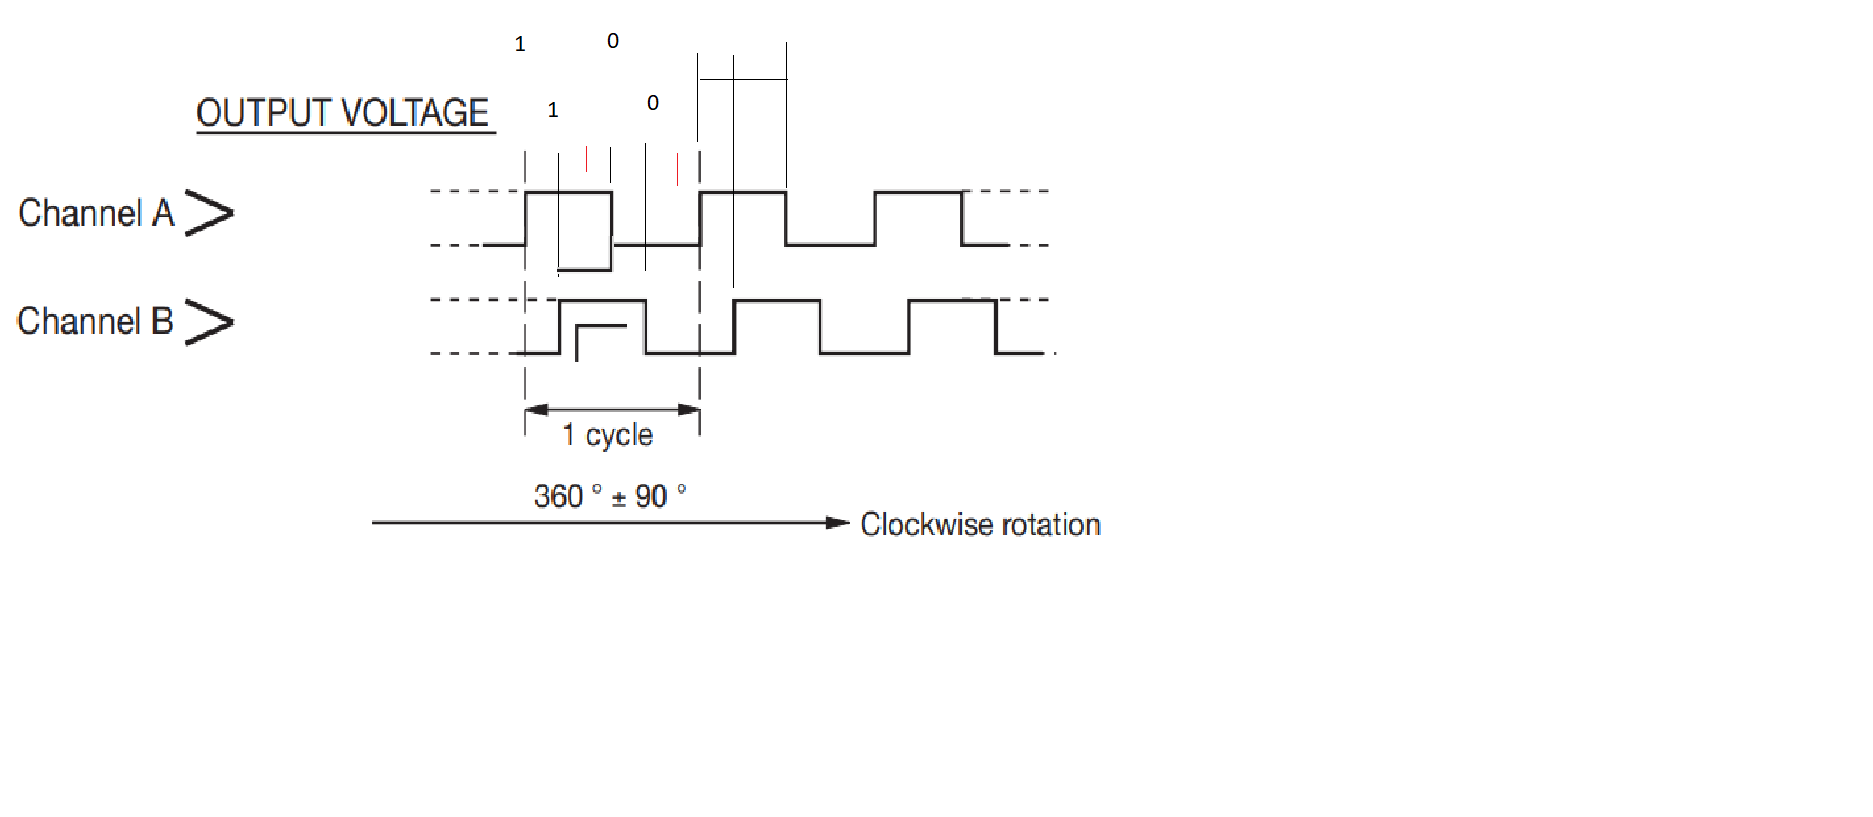 1 0
1 0
OUTPUT VOLTAGE
Channel A
Channel B
1 cycle
360 ° ± 90 °
Clockwise rotation